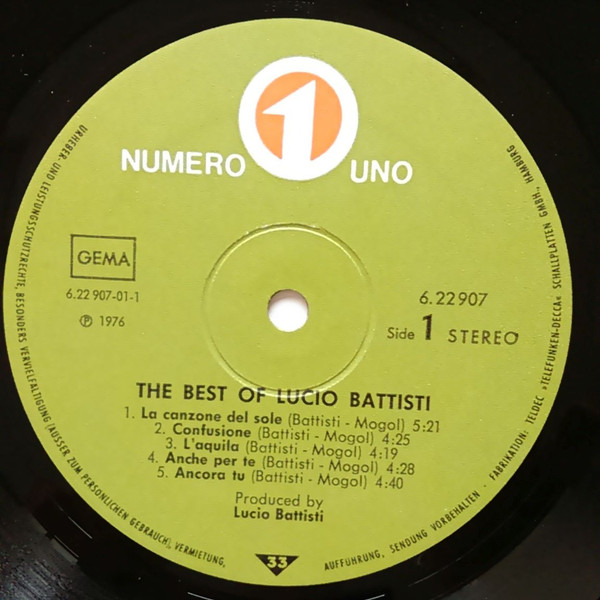 1
NUMERO UNO
GEMA
6.22 907-01-1
℗ 1976
6.22907
Side 1 STEREO
THE BEST OF LUCIO BATTISTI
1. La canzone del sole (Battisti - Mogol) 5:21
2. Confusione (Battisti - Mogol) 4:25
3. L'aquila (Battisti - Mogol) 4:19
4. Anche per te (Battisti - Mogol) 4:28
5. Ancora tu (Battisti - Mogol) 4:40
Produced by
Lucio Battisti
33
URHEBER- UND LEISTUNGSSCHUTZRECHTE, BESONDERS VERVIELFÄLTIGUNG (AUSSER ZUM PERSÖNLICHEN GEBRAUCH), VERMIETUNG,
AUFFÜHRUNG, SENDUNG VORBEHALTEN · FABRIKATION: TELDEC »TELEFUNKEN-DECCA« SCHALLPLATTEN GMBH., HAMBURG